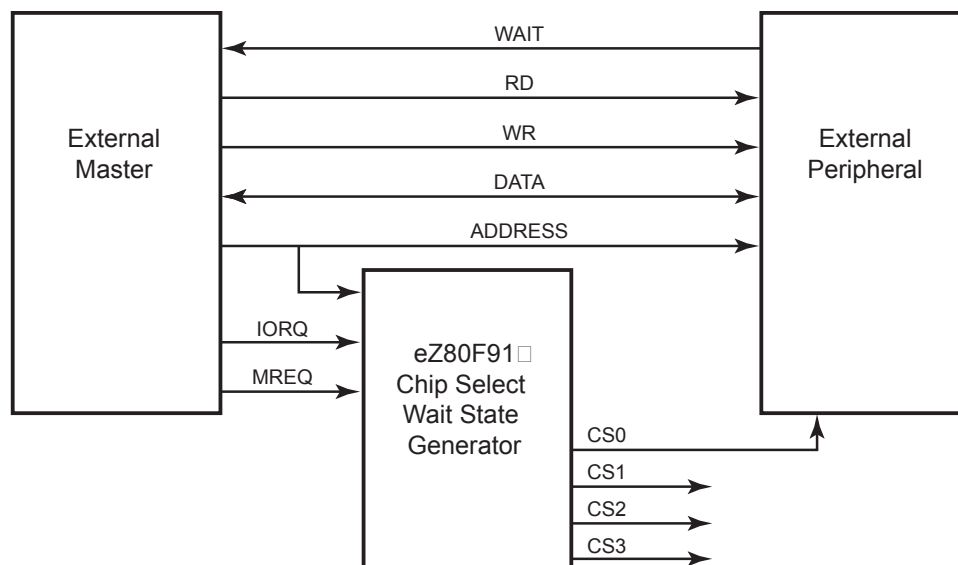 WAIT
RD
WR
DATA
ADDRESS
External
Master
External
Peripheral
IORQ
MREQ
eZ80F91□
Chip Select
Wait State
Generator
CS0
CS1
CS2
CS3